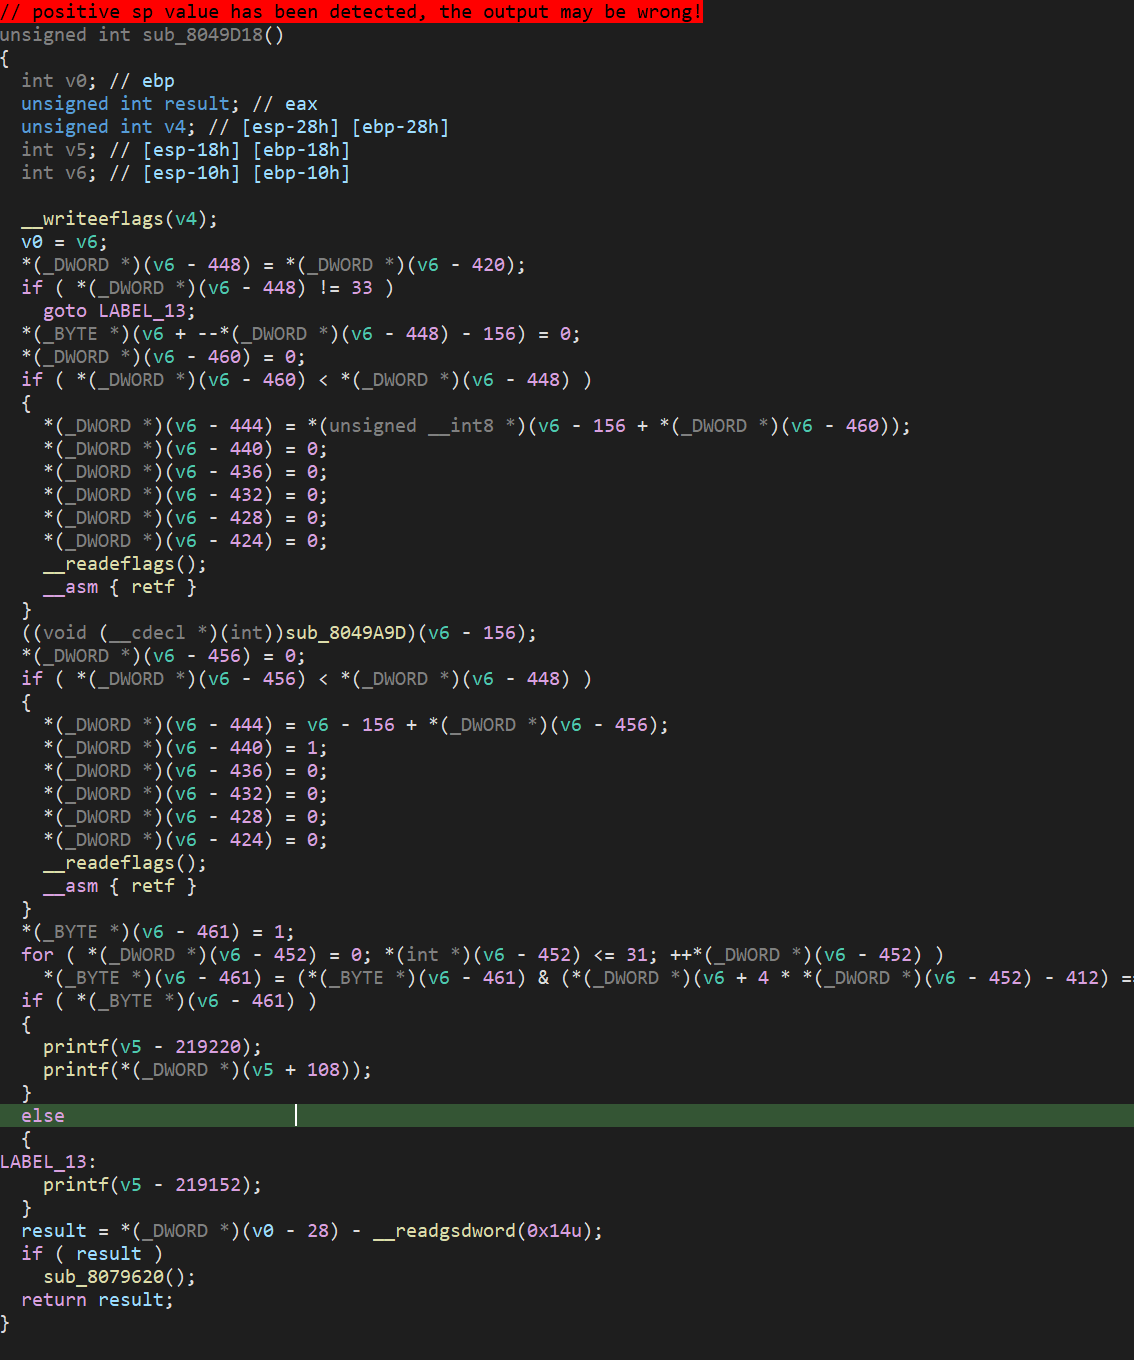 // positive sp value has been detected, the output may be wrong!
unsigned int sub_8049D18()
{
  int v0; // ebp
  unsigned int result; // eax
  unsigned int v4; // [esp-28h] [ebp-28h]
  int v5; // [esp-18h] [ebp-18h]
  int v6; // [esp-10h] [ebp-10h]

  __writeeflags(v4);
  v0 = v6;
  *(_DWORD *)(v6 - 448) = *(_DWORD *)(v6 - 420);
  if ( *(_DWORD *)(v6 - 448) != 33 )
    goto LABEL_13;
  *(_BYTE *)(v6 + --*(_DWORD *)(v6 - 448) - 156) = 0;
  *(_DWORD *)(v6 - 460) = 0;
  if ( *(_DWORD *)(v6 - 460) < *(_DWORD *)(v6 - 448) )
  {
    *(_DWORD *)(v6 - 444) = *(unsigned __int8 *)(v6 - 156 + *(_DWORD *)(v6 - 460));
    *(_DWORD *)(v6 - 440) = 0;
    *(_DWORD *)(v6 - 436) = 0;
    *(_DWORD *)(v6 - 432) = 0;
    *(_DWORD *)(v6 - 428) = 0;
    *(_DWORD *)(v6 - 424) = 0;
    __readeflags();
    __asm { retf }
  }
  ((void (__cdecl *)(int))sub_8049A9D)(v6 - 156);
  *(_DWORD *)(v6 - 456) = 0;
  if ( *(_DWORD *)(v6 - 456) < *(_DWORD *)(v6 - 448) )
  {
    *(_DWORD *)(v6 - 444) = v6 - 156 + *(_DWORD *)(v6 - 456);
    *(_DWORD *)(v6 - 440) = 1;
    *(_DWORD *)(v6 - 436) = 0;
    *(_DWORD *)(v6 - 432) = 0;
    *(_DWORD *)(v6 - 428) = 0;
    *(_DWORD *)(v6 - 424) = 0;
    __readeflags();
    __asm { retf }
  }
  *(_BYTE *)(v6 - 461) = 1;
  for ( *(_DWORD *)(v6 - 452) = 0; *(int *)(v6 - 452) <= 31; ++*(_DWORD *)(v6 - 452) )
    *(_BYTE *)(v6 - 461) = (*(_BYTE *)(v6 - 461) & (*(_DWORD *)(v6 + 4 * *(_DWORD *)(v6 - 452) - 412) ==
  if ( *(_BYTE *)(v6 - 461) )
  {
    printf(v5 - 219220);
    printf(*(_DWORD *)(v5 + 108));
  }
  else
  {
LABEL_13:
    printf(v5 - 219152);
  }
  result = *(_DWORD *)(v0 - 28) - __readgsdword(0x14u);
  if ( result )
    sub_8079620();
  return result;
}